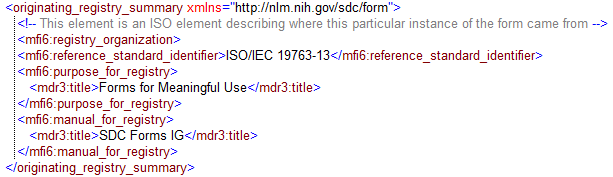 <originating_registry_summary xmlns="http://nlm.nih.gov/sdc/form">
<!-- This element is an ISO element describing where this particular instance of the form came from -->
<mfi6:registry_organization>
<mfi6:reference_standard_identifier>ISO/IEC 19763-13</mfi6:reference_standard_identifier>
<mfi6:purpose_for_registry>
<mdr3:title>Forms for Meaningful Use</mdr3:title>
</mfi6:purpose_for_registry>
<mfi6:manual_for_registry>
<mdr3:title>SDC Forms IG</mdr3:title>
</mfi6:manual_for_registry>
</originating_registry_summary>